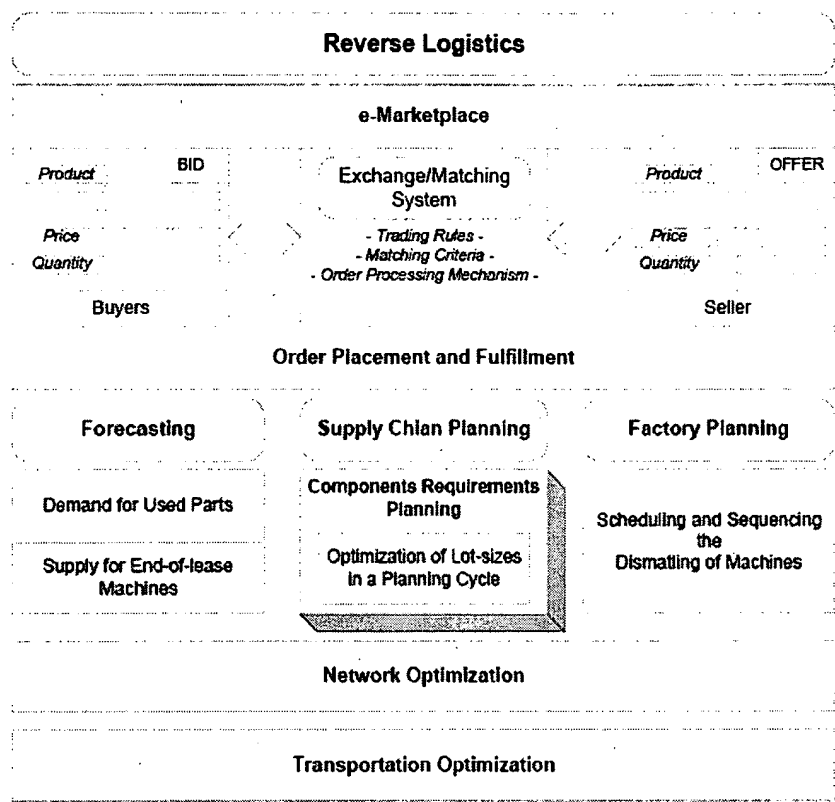 Reverse Logistics
e-Marketplace
Product
BID
Price
Quantity
Buyers
Exchange/Matching
System
- Trading Rules -
- Matching Criteria -
- Order Processing Mechanism -
Product
OFFER
Price
Quantity
Seller
Order Placement and Fulfillment
Forecasting
Demand for Used Parts
Supply for End-of-lease
Machines
Supply Chian Planning
Components Requirements
Planning
Optimization of Lot-sizes
in a Planning Cycle
Factory Planning
Scheduling and Sequencing
the
Dismatling of Machines
Network Optimization
Transportation Optimization